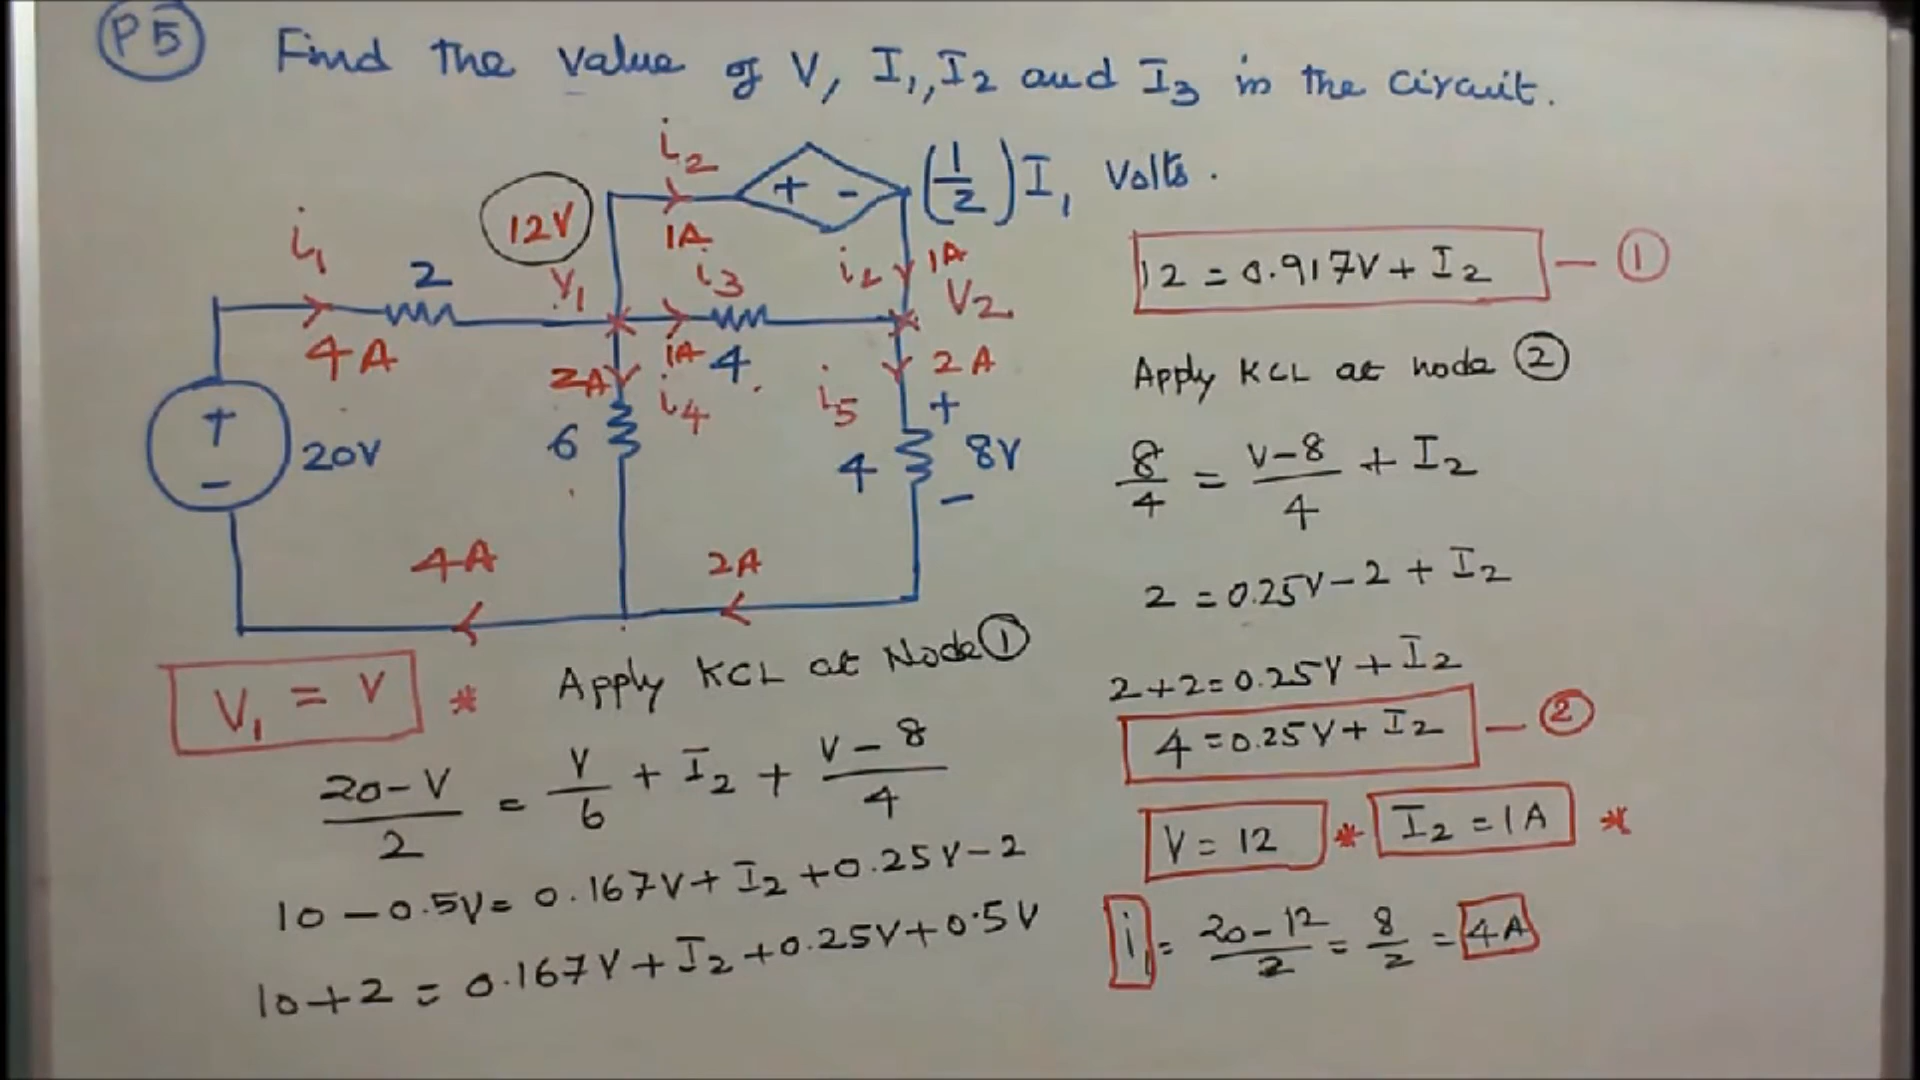 P5 Find the value of V, I1, I2 and I3 in the circuit.
i2
+ - (1/2) I1 Volts.
12V
1A
i1
2
V1
i3
i2
1A
V2
4A
2A
1A
4
i4
i5
2A
+
20V
-
6
4
+
8V
-
4A
2A
V1 = V *
Apply KCL at Node 1
(20-V)/2 = V/6 + I2 + (V-8)/4
10-0.5V = 0.167V + I2 + 0.25V-2
10+2 = 0.167V + I2 + 0.25V + 0.5V
12 = 0.917V + I2 — 1
Apply KCL at node 2
8/4 = (V-8)/4 + I2
2 = 0.25V-2 + I2
2+2 = 0.25V + I2
4 = 0.25V + I2 — 2
V = 12 * I2 = 1A *
i1 = (20-12)/2 = 8/2 = 4A